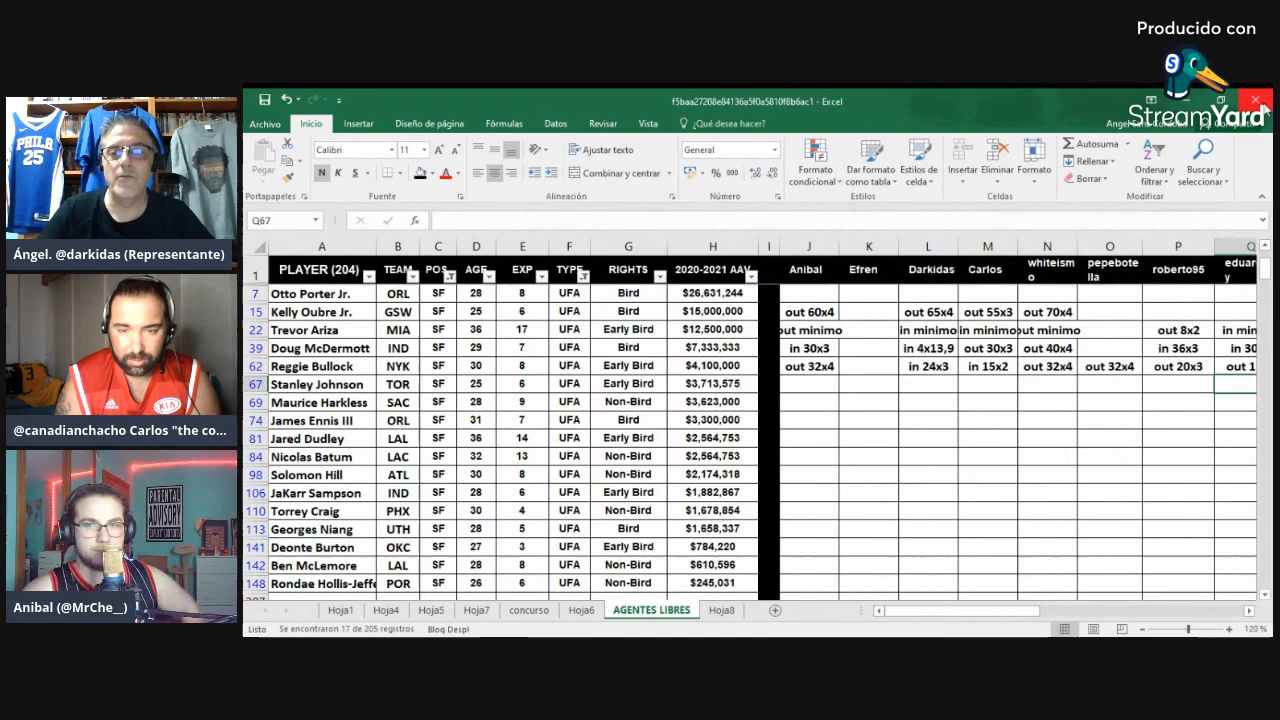 Producido con
StreamYard
PHILA
25
Ángel. @darkidas (Representante)
KIA
@canadianchacho Carlos "the co...
PARENTAL
ADVISORY
EXPLICIT CONTENT
Anibal (@MrChe__)
f5baa27208e84136a5f0a5810f8b6ac1 - Excel
Archivo Inicio Insertar Diseño de página Fórmulas Datos Revisar Vista ¿Qué desea hacer?
Pegar
Calibri 11
N K S
Ajustar texto
Combinar y centrar
General
% 000
Formato condicional
Dar formato como tabla
Estilos de celda
Insertar Eliminar Formato
Autosuma
Rellenar
Borrar
Ordenar y filtrar
Buscar y seleccionar
Portapapeles Fuente Alineación Número Estilos Celdas Modificar
Q67 fx
A B C D E F G H I J K L M N O P Q
1 PLAYER (204) TEAM POS AGE EXP TYPE RIGHTS 2020-2021 AAV Anibal Efren Darkidas Carlos whiteismo pepebotella roberto95 eduar y
7 Otto Porter Jr. ORL SF 28 8 UFA Bird $26,631,244
15 Kelly Oubre Jr. GSW SF 25 6 UFA Bird $15,000,000 out 60x4 out 65x4 out 55x3 out 70x4
22 Trevor Ariza MIA SF 36 17 UFA Early Bird $12,500,000 out minimo in minimo in minimo out minimo out 8x2 in min
39 Doug McDermott IND SF 29 7 UFA Bird $7,333,333 in 30x3 in 4x13,9 out 30x3 out 40x4 in 36x3 in 30
62 Reggie Bullock NYK SF 30 8 UFA Early Bird $4,100,000 out 32x4 in 24x3 in 15x2 out 32x4 out 32x4 out 20x3 out 1
67 Stanley Johnson TOR SF 25 6 UFA Early Bird $3,713,575
69 Maurice Harkless SAC SF 28 9 UFA Non-Bird $3,623,000
74 James Ennis III ORL SF 31 7 UFA Bird $3,300,000
81 Jared Dudley LAL SF 36 14 UFA Early Bird $2,564,753
84 Nicolas Batum LAC SF 32 13 UFA Non-Bird $2,564,753
98 Solomon Hill ATL SF 30 8 UFA Non-Bird $2,174,318
106 JaKarr Sampson IND SF 28 6 UFA Early Bird $1,882,867
110 Torrey Craig PHX SF 30 4 UFA Non-Bird $1,678,854
113 Georges Niang UTH SF 28 5 UFA Bird $1,658,337
141 Deonte Burton OKC SF 27 3 UFA Early Bird $784,220
142 Ben McLemore LAL SF 28 8 UFA Non-Bird $610,596
148 Rondae Hollis-Jeffe POR SF 26 6 UFA Non-Bird $245,031
Hoja1 Hoja4 Hoja5 Hoja7 concurso Hoja6 AGENTES LIBRES Hoja8
Listo Se encontraron 17 de 205 registros Bloq Despl 120 %